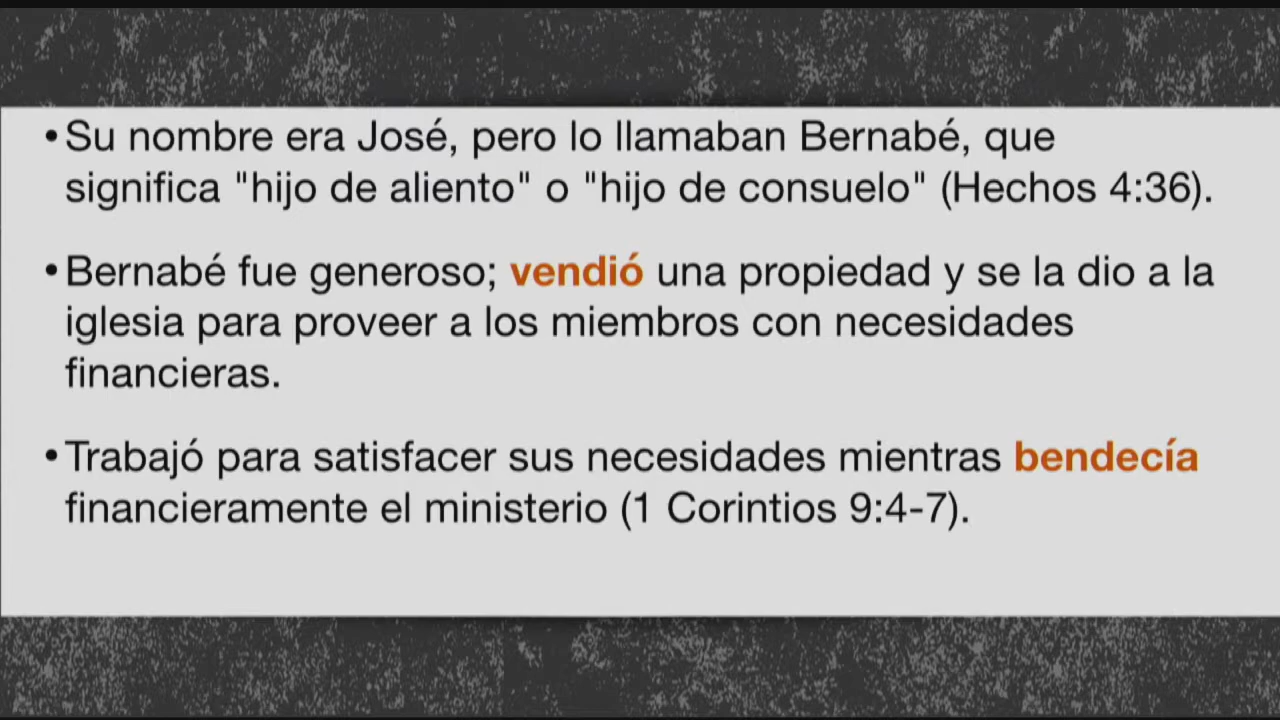 •Su nombre era José, pero lo llamaban Bernabé, que
significa "hijo de aliento" o "hijo de consuelo" (Hechos 4:36).
•Bernabé fue generoso; vendió una propiedad y se la dio a la
iglesia para proveer a los miembros con necesidades
financieras.
•Trabajó para satisfacer sus necesidades mientras bendecía
financieramente el ministerio (1 Corintios 9:4-7).